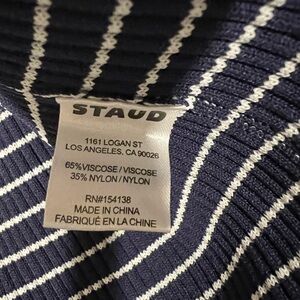 STAUD
1161 LOGAN ST
LOS ANGELES, CA 90026
65%VISCOSE / VISCOSE
35% NYLON / NYLON
RN#154138
MADE IN CHINA
FABRIQUÉ EN LA CHINE